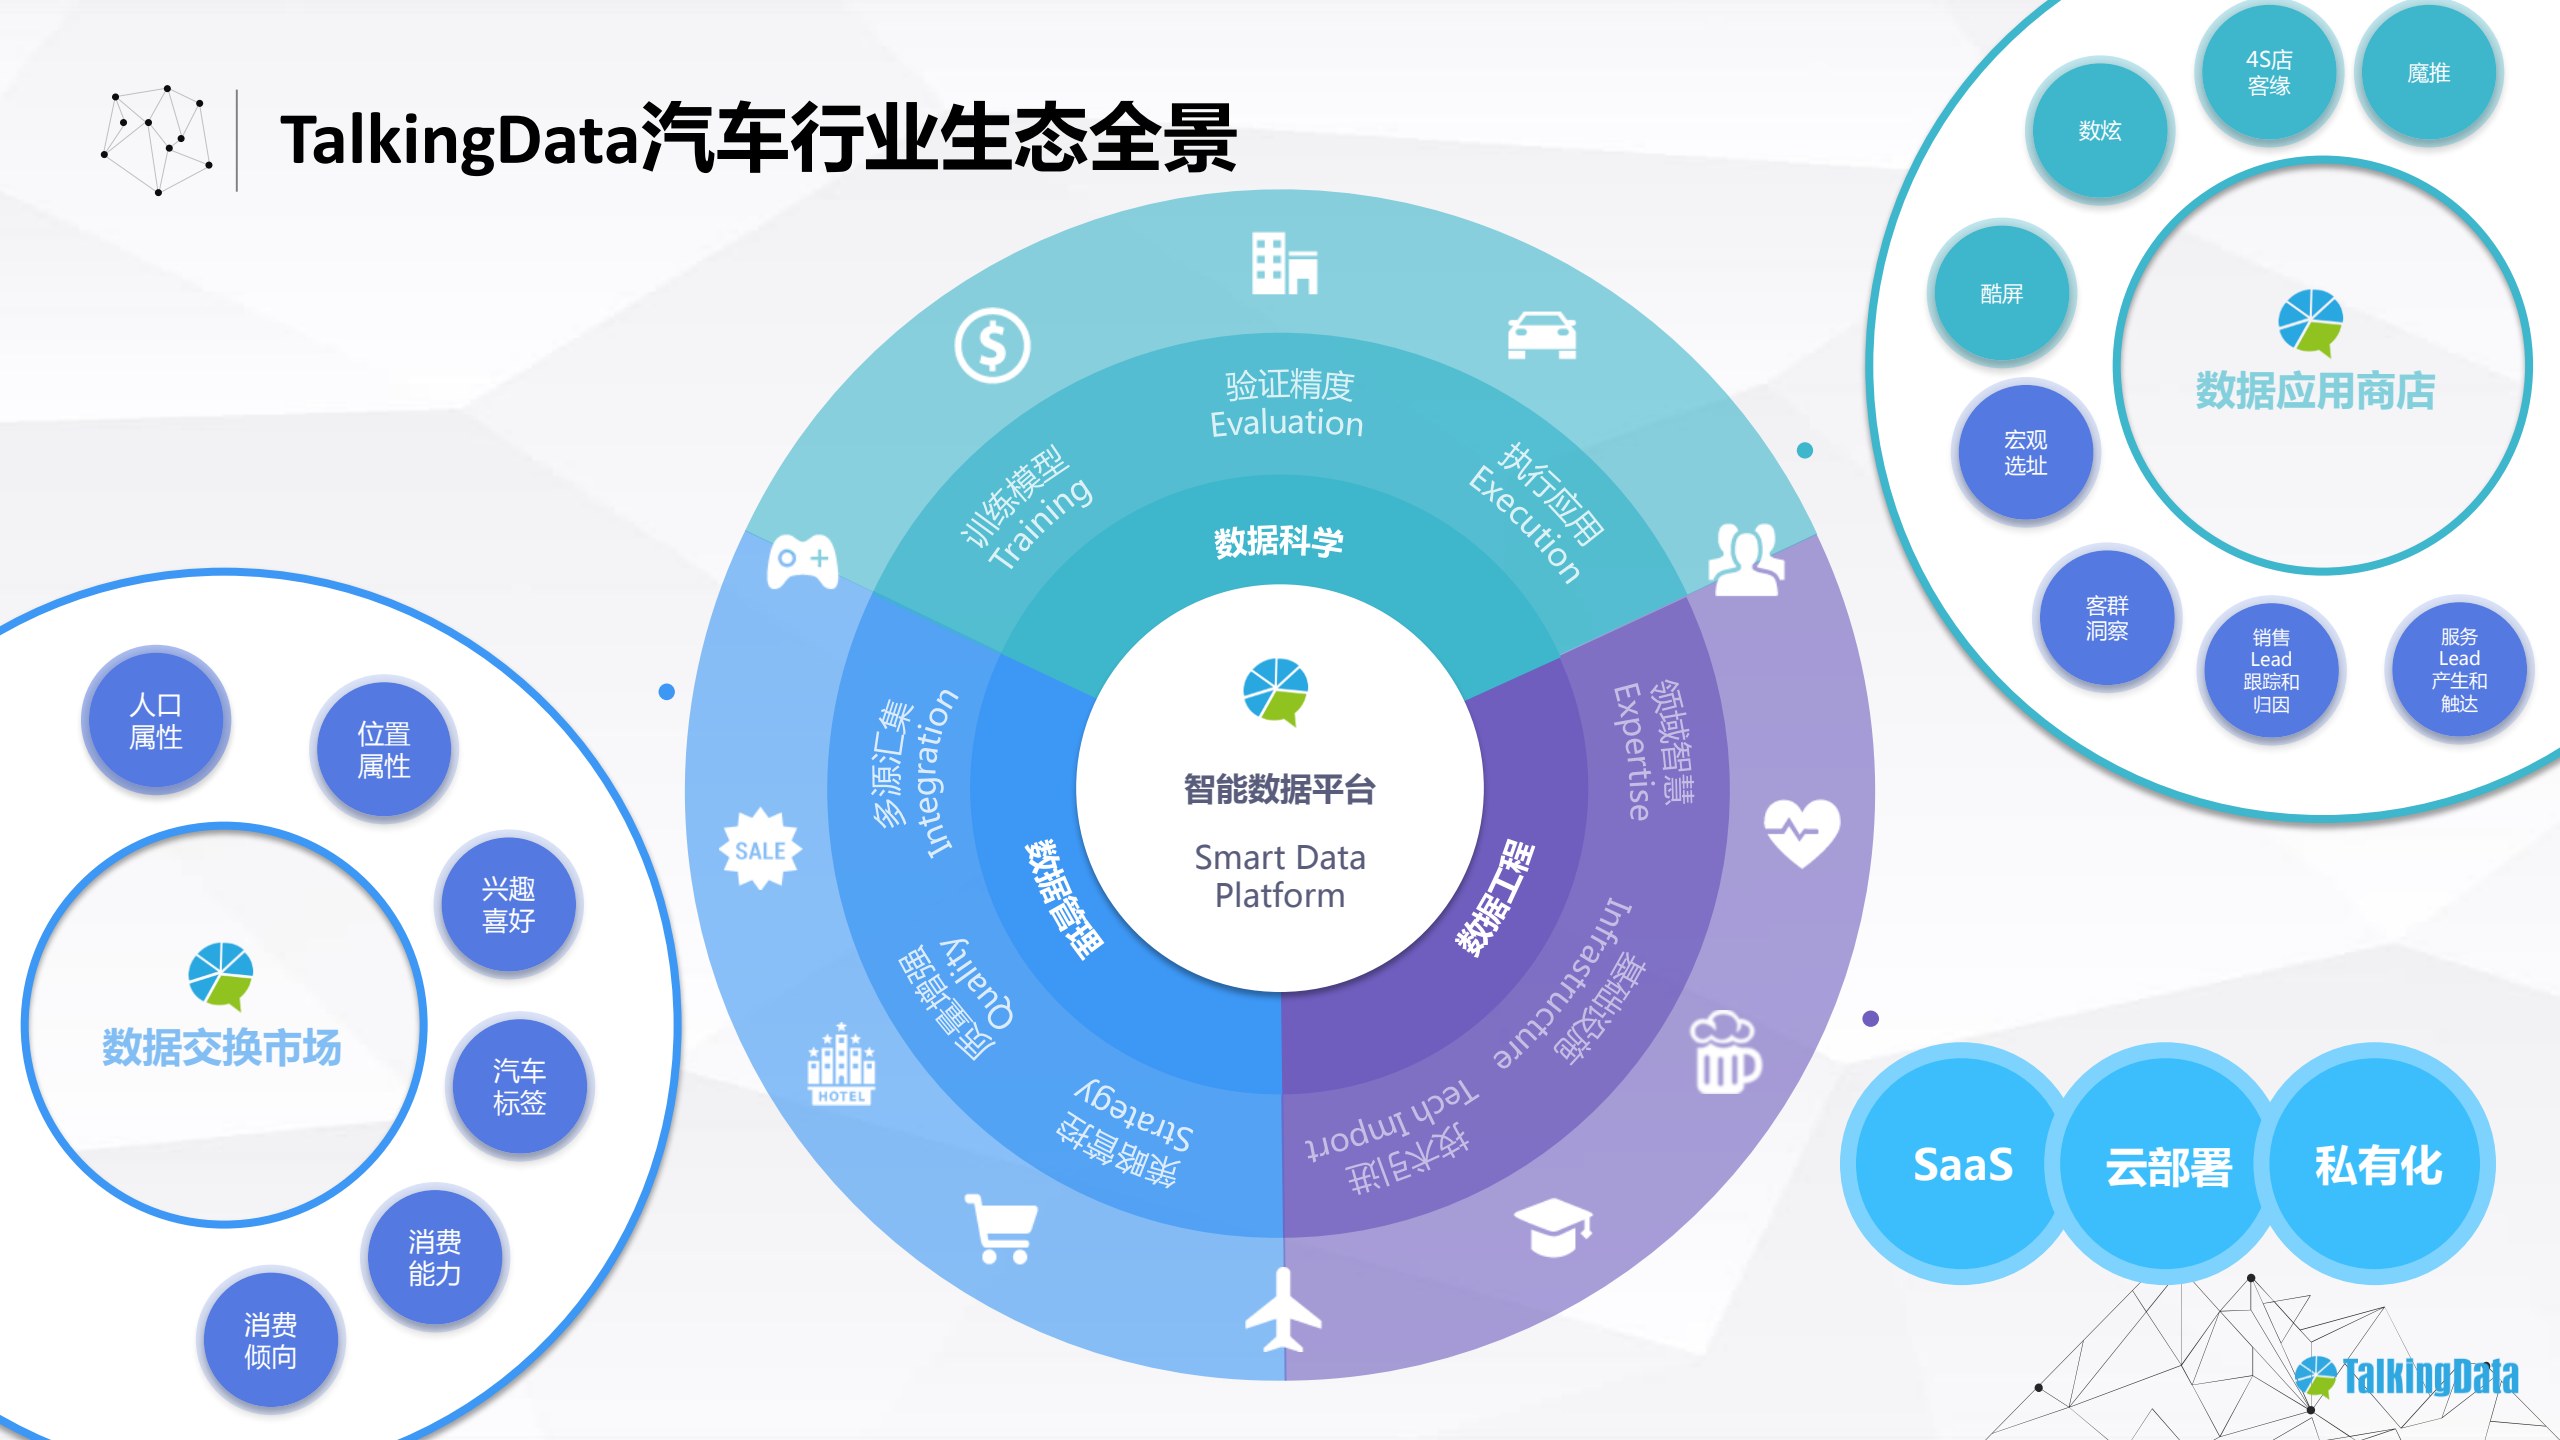 TalkingData汽车行业生态全景
4S店
客缘
魔推
数炫
酷屏
数据应用商店
宏观
选址
客群
洞察
销售
Lead
跟踪和
归因
服务
Lead
产生和
触达
验证精度
Evaluation
训练模型
Training
执行应用
Execution
数据科学
智能数据平台
Smart Data
Platform
数据管理
多源汇集
Integration
SALE
质量增强
Quality
HOTEL
策略管控
Strategy
数据工程
领域智慧
Expertise
基础设施
Infrastructure
技术引进
Tech Import
人口
属性
位置
属性
兴趣
喜好
数据交换市场
汽车
标签
消费
能力
消费
倾向
SaaS
云部署
私有化
TalkingData